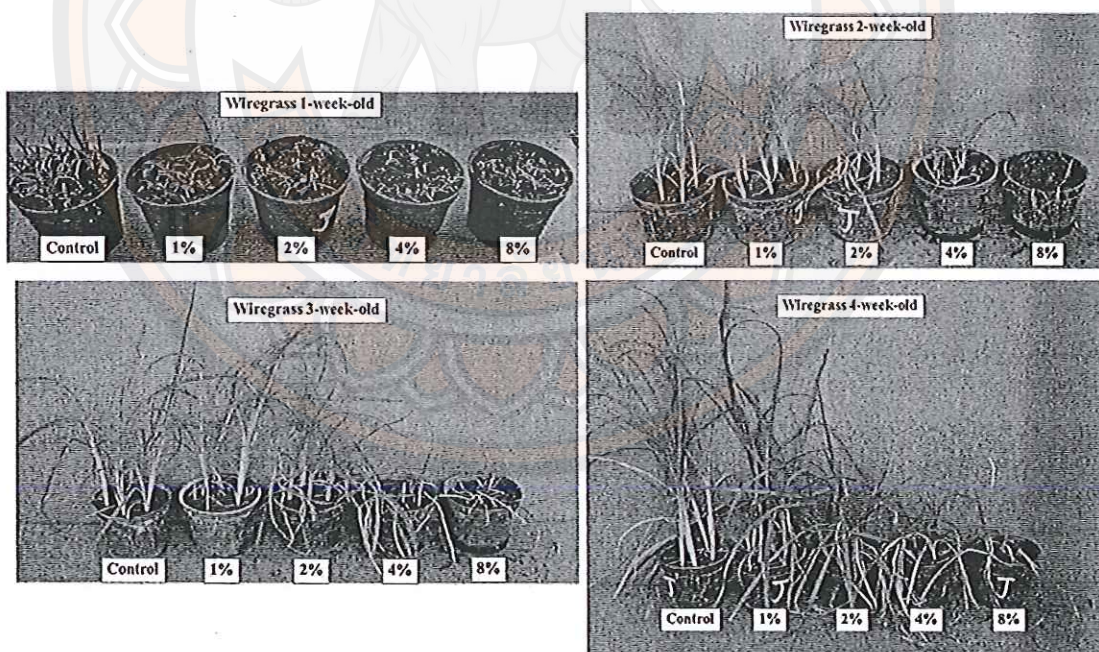 Wiregrass 1-week-old
Control 1% 2% J 4% 8%
Wiregrass 2-week-old
Control 1% J 2% 4% 8%
Wiregrass 3-week-old
Control 1% 2% 4% 8%
Wiregrass 4-week-old
Control 1% J 2% 4% 8% J